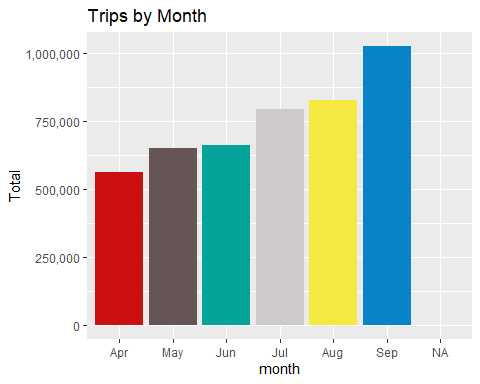 Trips by Month
1,000,000
750,000
500,000
250,000
0
Total
Apr May Jun Jul Aug Sep NA
month